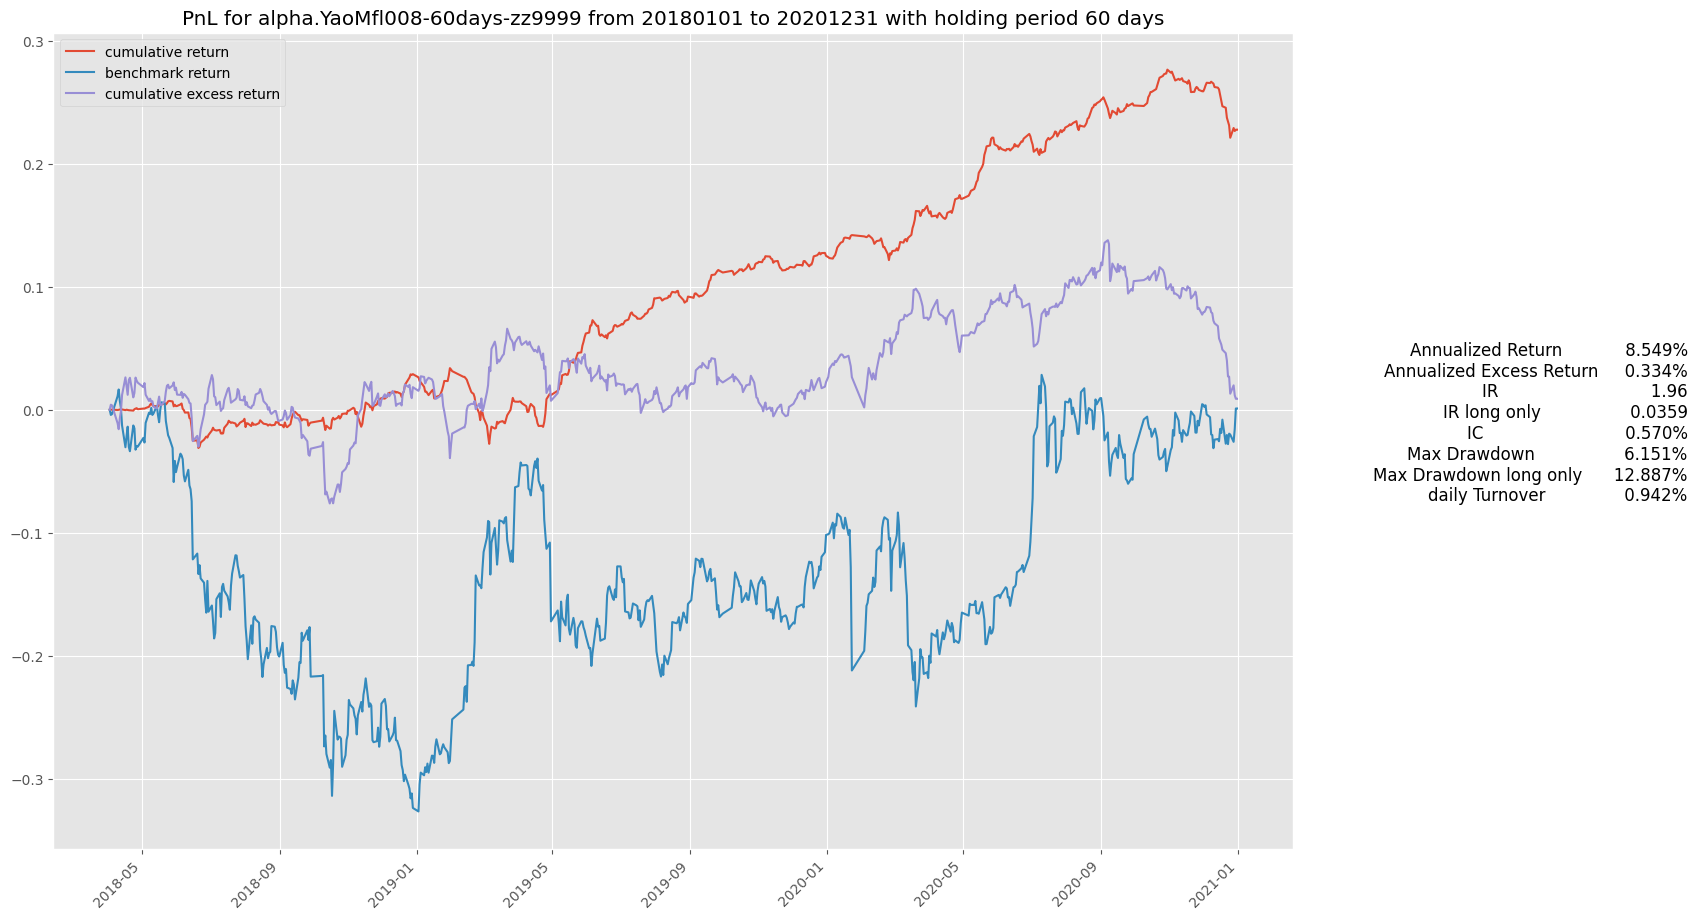 PnL for alpha.YaoMfl008-60days-zz9999 from 20180101 to 20201231 with holding period 60 days
cumulative return
benchmark return
cumulative excess return
0.3
0.2
0.1
0.0
−0.1
−0.2
−0.3
2018-05
2018-09
2019-01
2019-05
2019-09
2020-01
2020-05
2020-09
2021-01
Annualized Return 8.549%
Annualized Excess Return 0.334%
IR 1.96
IR long only 0.0359
IC 0.570%
Max Drawdown 6.151%
Max Drawdown long only 12.887%
daily Turnover 0.942%